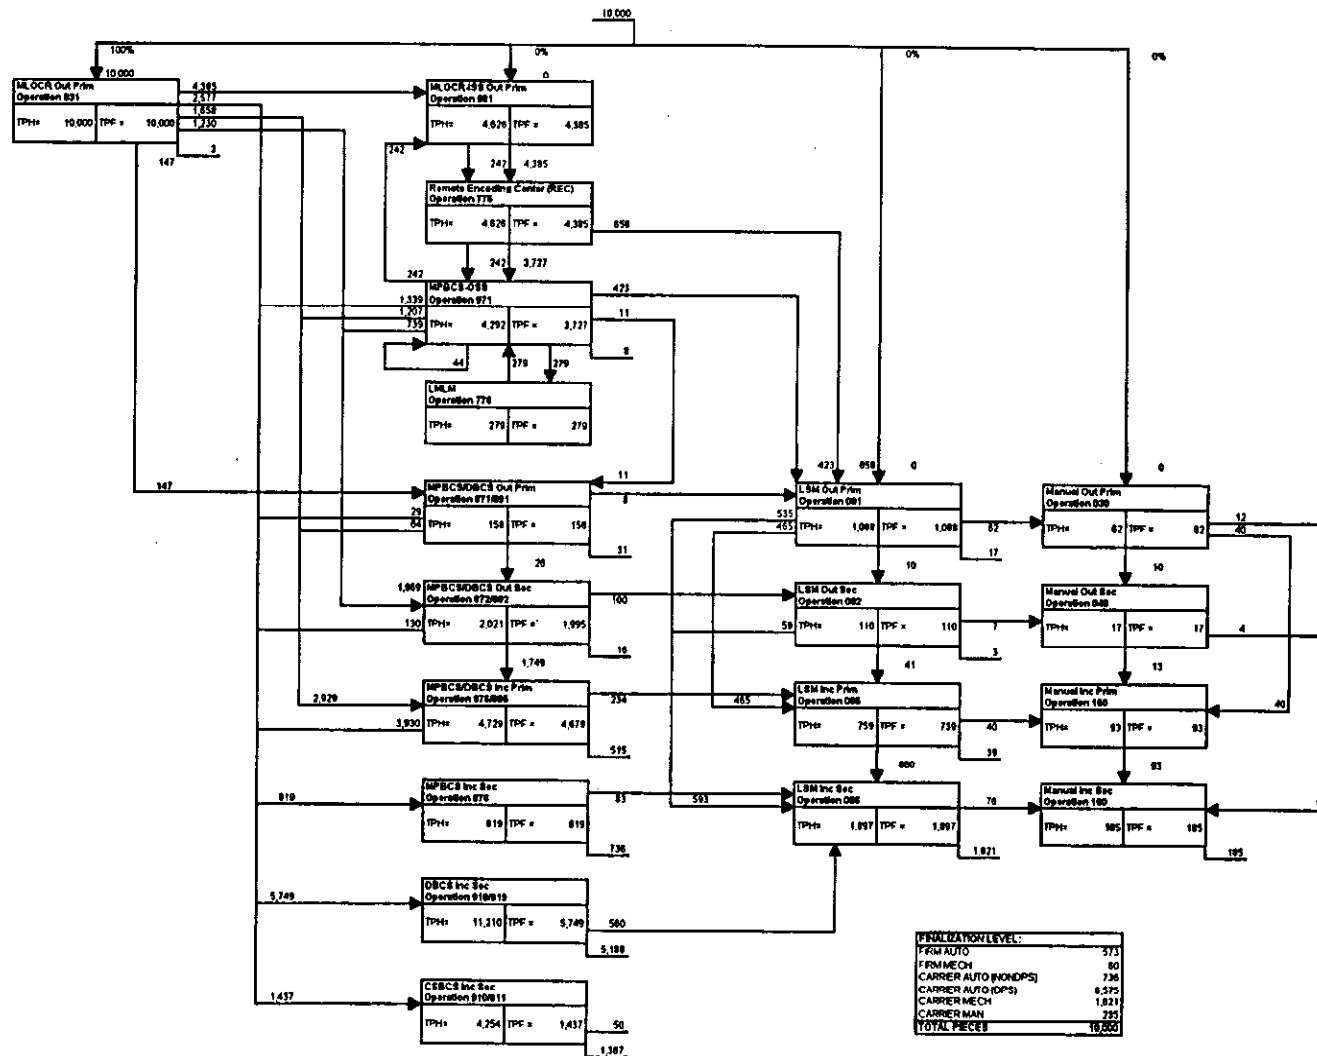 10,000
100%
0%
0%
0%
10,000
0
MLOCR Out Prim
Operation 831
TPH= 10,000 TPF = 10,000
4,385
2,577
1,658
1,230
3
147
MLOCR-ISS Out Prim
Operation 881
TPH= 4,626 TPF = 4,385
242
242
4,385
Remote Encoding Center (REC)
Operation 775
TPH= 4,626 TPF = 4,385
658
242
3,727
242
MPBCS-OSS
Operation 971
TPH= 4,292 TPF = 3,727
1,339
1,207
739
423
11
8
44
279
279
LMLM
Operation 776
TPH= 279 TPF = 279
11
423
658
0
0
147
MPBCS/DBCS Out Prim
Operation 871/891
TPH= 158 TPF = 158
29
64
8
31
26
LSM Out Prim
Operation 081
TPH= 1,088 TPF = 1,088
535
465
62
17
10
Manual Out Prim
Operation 030
TPH= 62 TPF = 62
12
40
10
1,969
MPBCS/DBCS Out Sec
Operation 872/892
TPH= 2,021 TPF = 1,995
130
100
16
1,749
LSM Out Sec
Operation 082
TPH= 110 TPF = 110
59
7
3
41
Manual Out Sec
Operation 040
TPH= 17 TPF = 17
4
13
2,929
MPBCS/DBCS Inc Prim
Operation 875/895
TPH= 4,729 TPF = 4,679
3,930
234
515
465
LSM Inc Prim
Operation 085
TPH= 739 TPF = 739
40
39
660
Manual Inc Prim
Operation 150
TPH= 93 TPF = 93
40
93
819
MPBCS Inc Sec
Operation 876
TPH= 819 TPF = 819
83
736
593
LSM Inc Sec
Operation 086
TPH= 1,897 TPF = 1,897
76
1,821
Manual Inc Sec
Operation 160
TPH= 185 TPF = 185
185
5,749
DBCS Inc Sec
Operation 918/919
TPH= 11,210 TPF = 5,749
560
5,188
1,437
CSBCS Inc Sec
Operation 910/911
TPH= 4,254 TPF = 1,437
50
1,387
FINALIZATION LEVEL:
FIRM AUTO 573
FIRM MECH 60
CARRIER AUTO (NONDPS) 736
CARRIER AUTO (DPS) 6,575
CARRIER MECH 1,821
CARRIER MAN 235
TOTAL PIECES 10,000